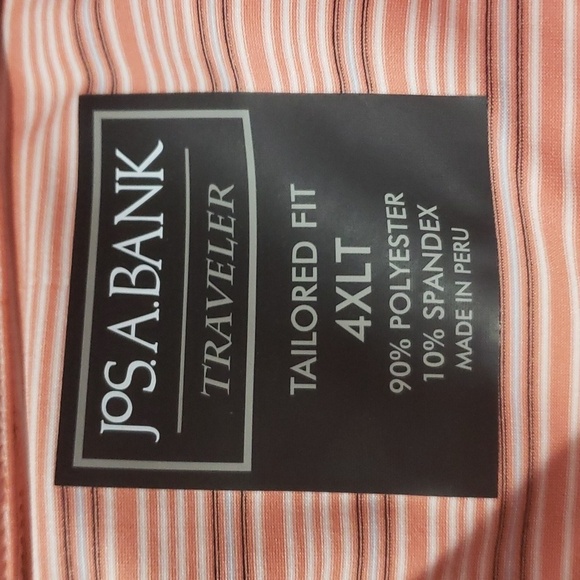 JOS.A.BANK
TRAVELER
TAILORED FIT
4XLT
90% POLYESTER
10% SPANDEX
MADE IN PERU